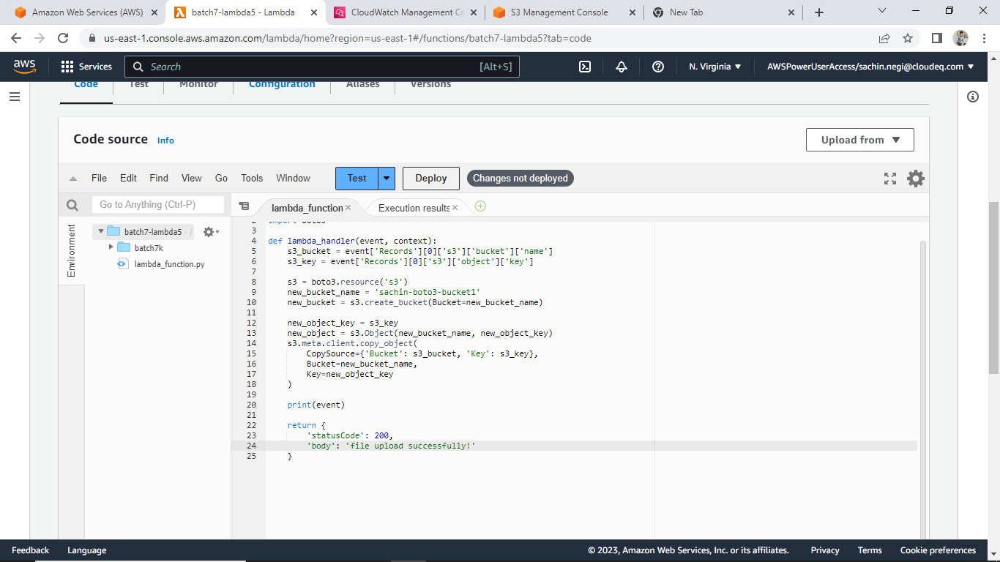 Amazon Web Services (AWS)
batch7-lambda5 - Lambda
CloudWatch Management Co
S3 Management Console
New Tab
us-east-1.console.aws.amazon.com/lambda/home?region=us-east-1#/functions/batch7-lambda5?tab=code
aws
Services
Search
[Alt+S]
N. Virginia
AWSPowerUserAccess/sachin.negi@cloudeq.com
Code
Test
Monitor
Configuration
Aliases
Versions
Code source
Info
Upload from
File
Edit
Find
View
Go
Tools
Window
Test
Deploy
Changes not deployed
Go to Anything (Ctrl-P)
lambda_function
Execution results
Environment
batch7-lambda5 - /
batch7k
lambda_function.py
2 import boto3
3
4 def lambda_handler(event, context):
5 s3_bucket = event['Records'][0]['s3']['bucket']['name']
6 s3_key = event['Records'][0]['s3']['object']['key']
7
8 s3 = boto3.resource('s3')
9 new_bucket_name = 'sachin-boto3-bucket1'
10 new_bucket = s3.create_bucket(Bucket=new_bucket_name)
11
12 new_object_key = s3_key
13 new_object = s3.Object(new_bucket_name, new_object_key)
14 s3.meta.client.copy_object(
15 CopySource={'Bucket': s3_bucket, 'Key': s3_key},
16 Bucket=new_bucket_name,
17 Key=new_object_key
18 )
19
20 print(event)
21
22 return {
23 'statusCode': 200,
24 'body': 'file upload successfully!'
25 }
Feedback
Language
© 2023, Amazon Web Services, Inc. or its affiliates.
Privacy
Terms
Cookie preferences